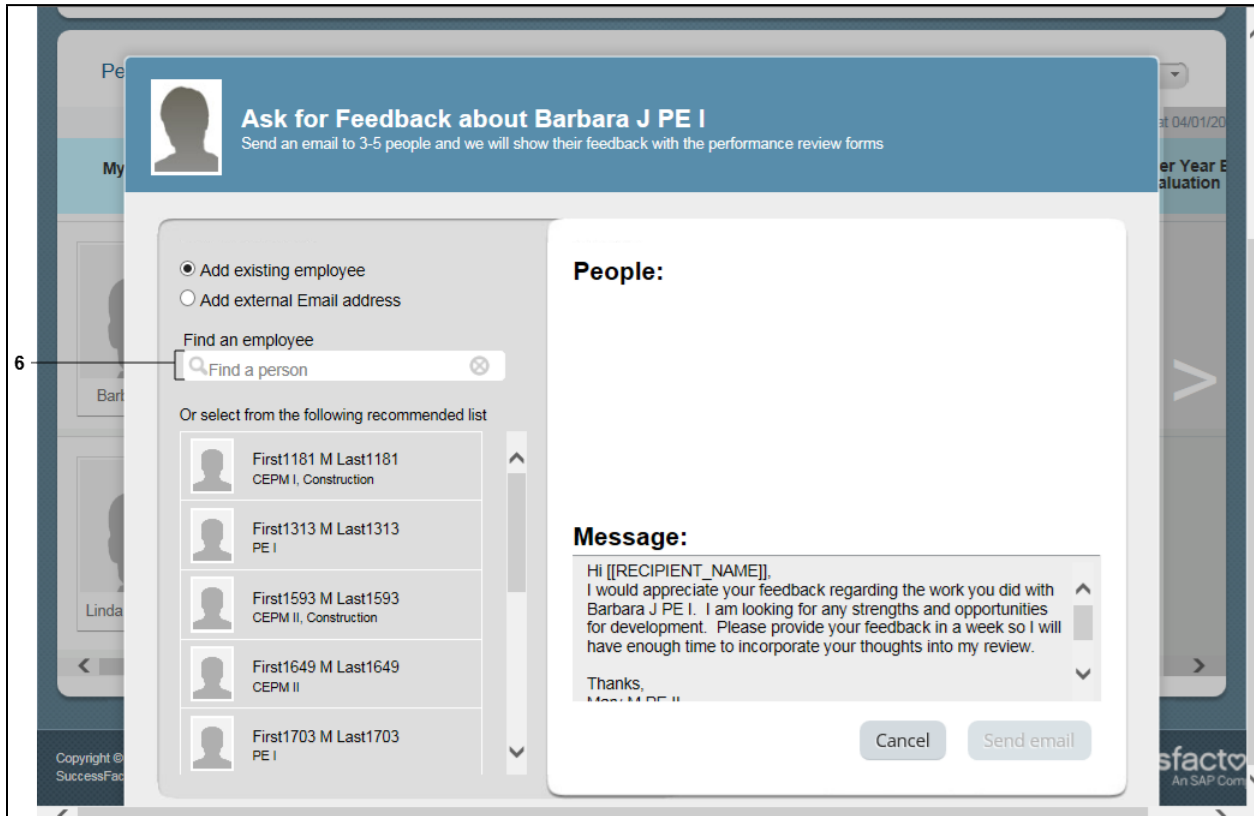 Pe
Ask for Feedback about Barbara J PE I
Send an email to 3-5 people and we will show their feedback with the performance review forms
at 04/01/20
My
er Year E
aluation
Add existing employee
Add external Email address
People:
Find an employee
6
Find a person
Barb
>
Or select from the following recommended list
First1181 M Last1181
CEPM I, Construction
First1313 M Last1313
PE I
First1593 M Last1593
CEPM II, Construction
First1649 M Last1649
CEPM II
First1703 M Last1703
PE I
Message:
Hi [[RECIPIENT_NAME]],
I would appreciate your feedback regarding the work you did with
Barbara J PE I.  I am looking for any strengths and opportunities
for development.  Please provide your feedback in a week so I will
have enough time to incorporate your thoughts into my review.
Thanks,
Mary M PE II
Linda
Cancel
Send email
Copyright ©
SuccessFac
sfacto
An SAP Com